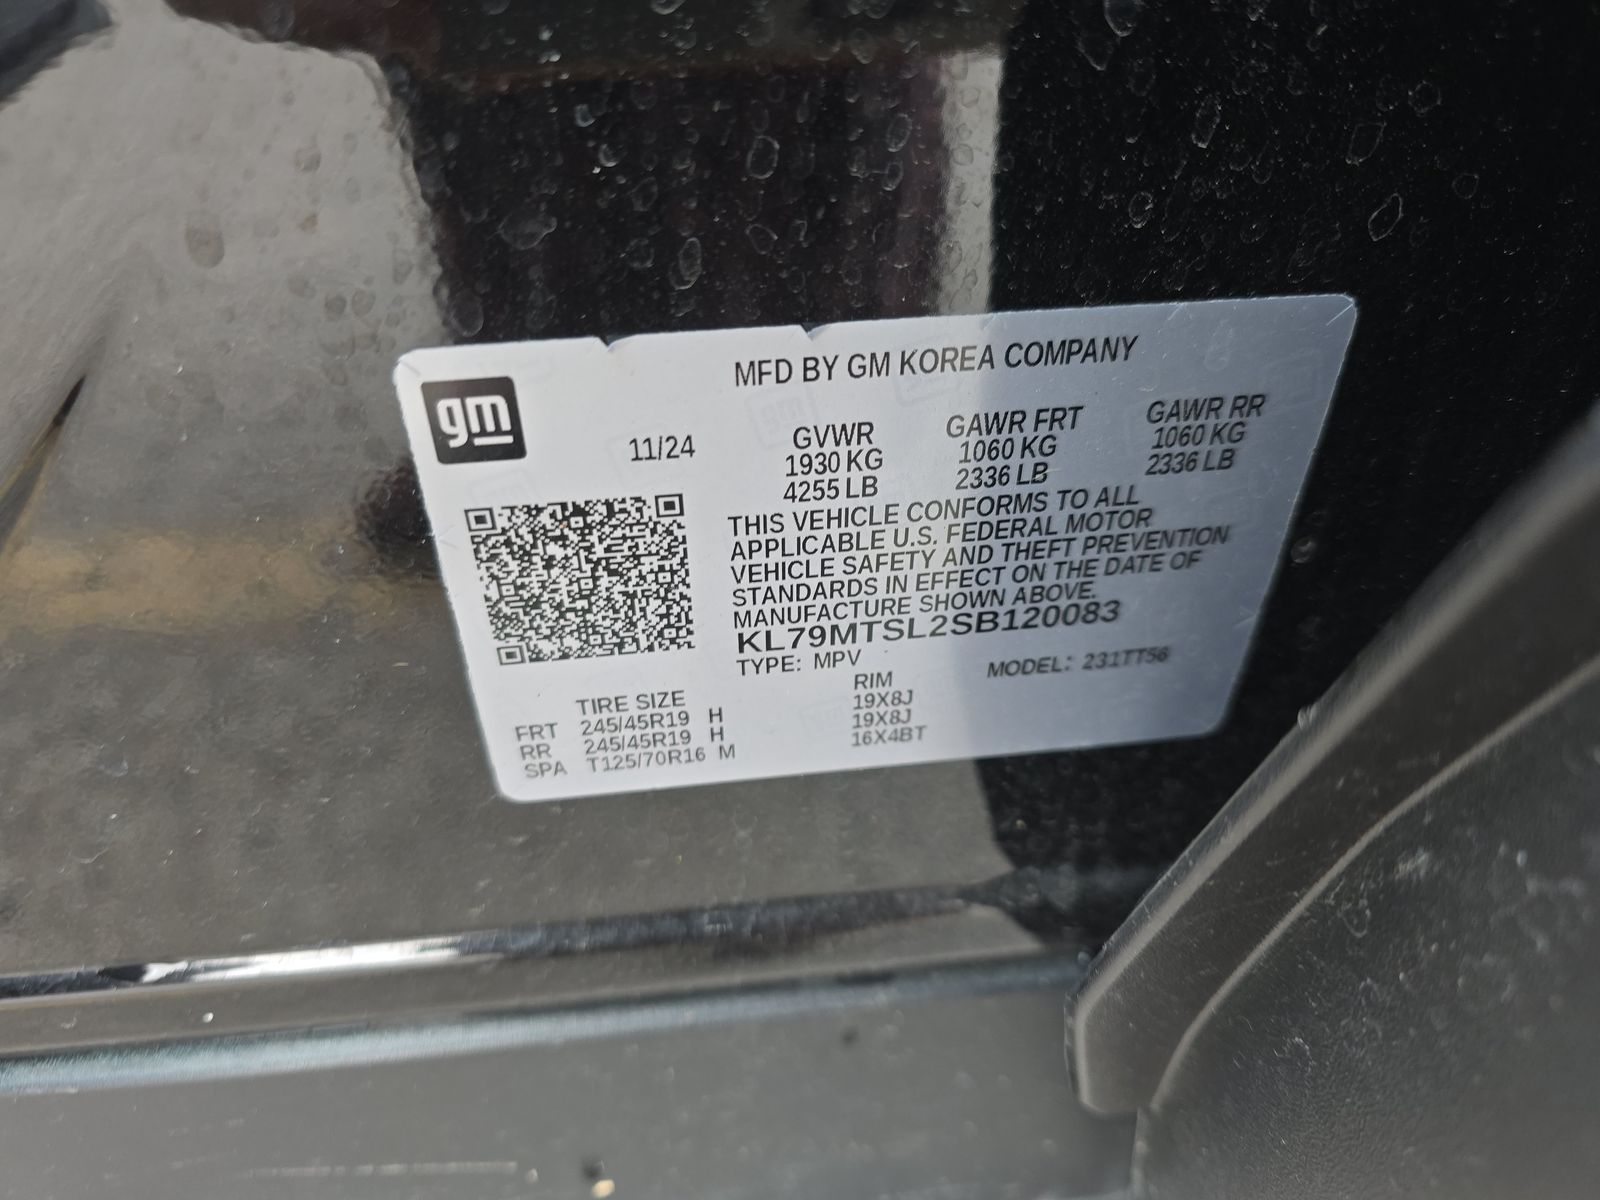 gm
MFD BY GM KOREA COMPANY
11/24
GVWR GAWR FRT GAWR RR
1930 KG 1060 KG 1060 KG
4255 LB 2336 LB 2336 LB
THIS VEHICLE CONFORMS TO ALL
APPLICABLE U.S. FEDERAL MOTOR
VEHICLE SAFETY AND THEFT PREVENTION
STANDARDS IN EFFECT ON THE DATE OF
MANUFACTURE SHOWN ABOVE.
KL79MTSL2SB120083
TYPE: MPV MODEL: 231TT56
TIRE SIZE RIM
FRT 245/45R19 H 19X8J
RR 245/45R19 H 19X8J
SPA T125/70R16 M 16X4BT